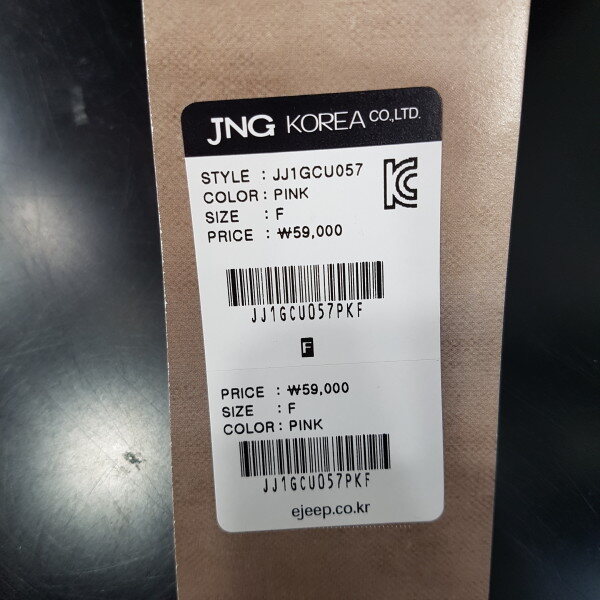 JNG KOREA CO.,LTD.
STYLE : JJ1GCU057
COLOR : PINK
SIZE : F
PRICE : ₩59,000
JJ1GCU057PKF
F
PRICE : ₩59,000
SIZE : F
COLOR : PINK
JJ1GCU057PKF
ejeep.co.kr